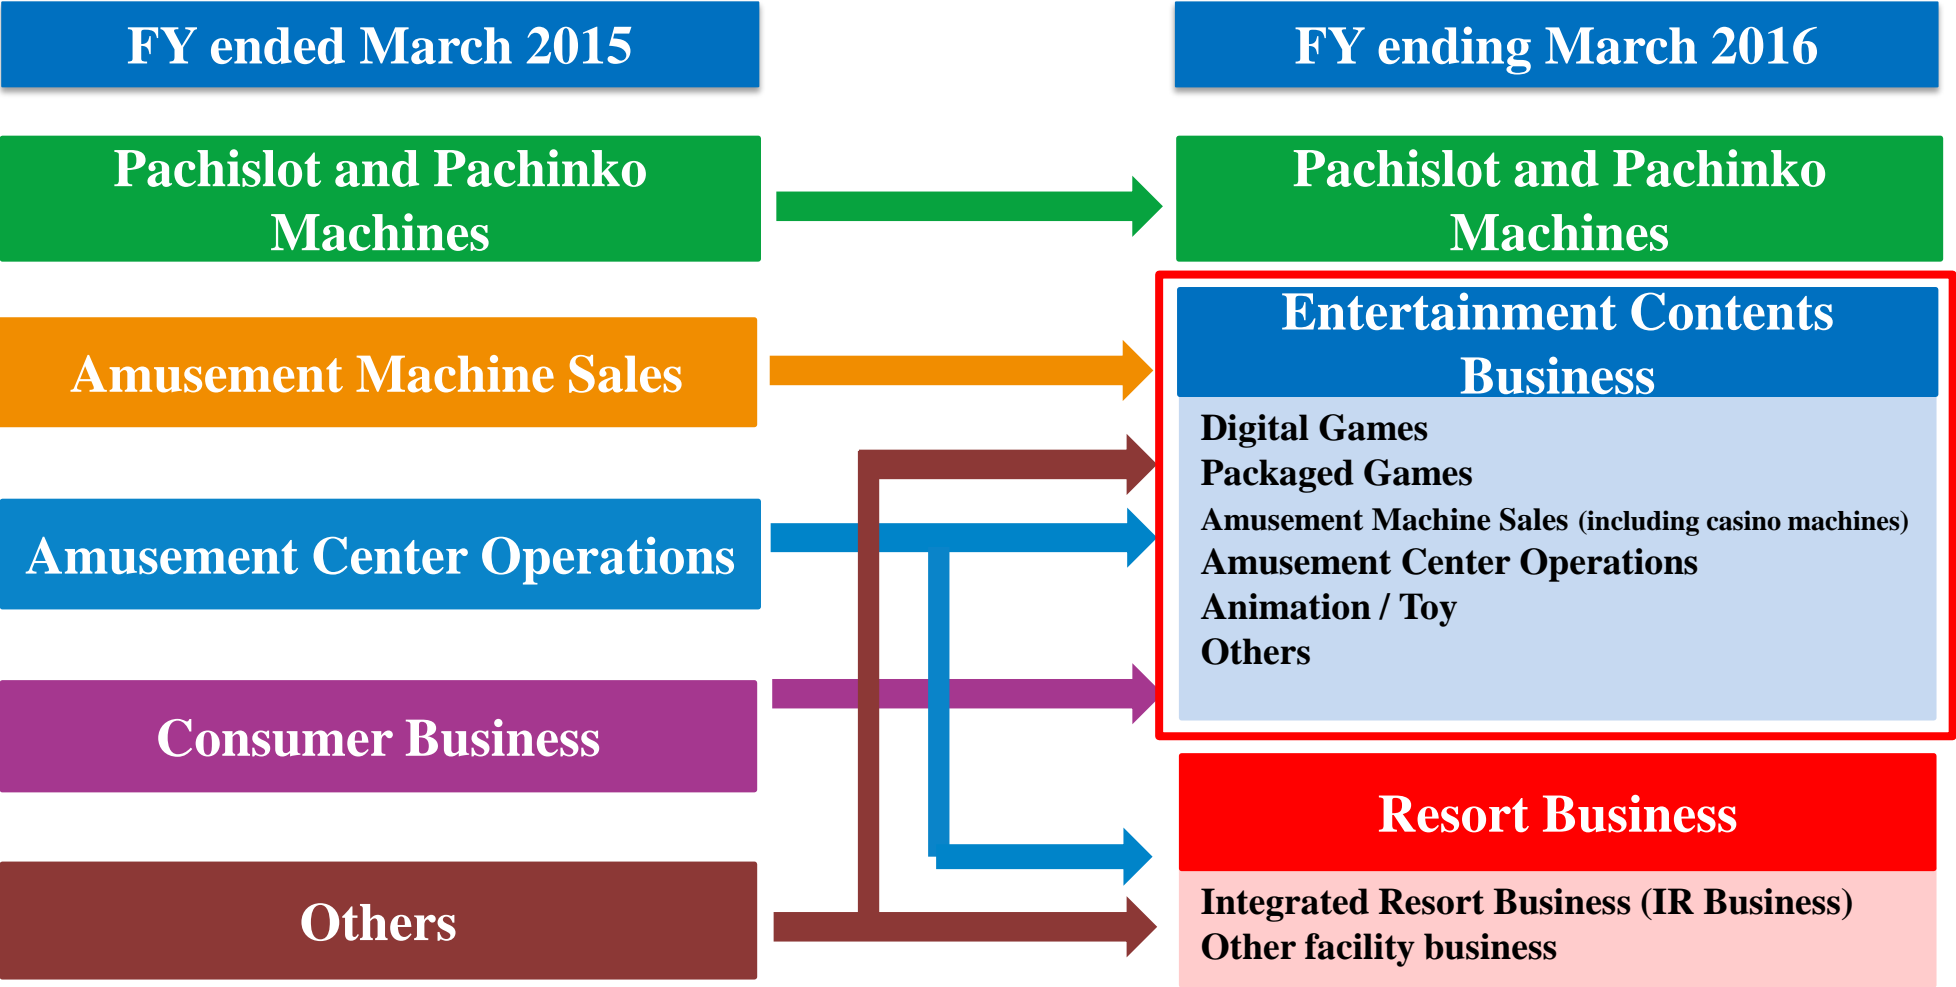 FY ended March 2015
FY ending March 2016
Pachislot and Pachinko
Machines
Pachislot and Pachinko
Machines
Amusement Machine Sales
Entertainment Contents
Business
Digital Games
Packaged Games
Amusement Machine Sales (including casino machines)
Amusement Center Operations
Animation / Toy
Others
Amusement Center Operations
Consumer Business
Resort Business
Integrated Resort Business (IR Business)
Other facility business
Others